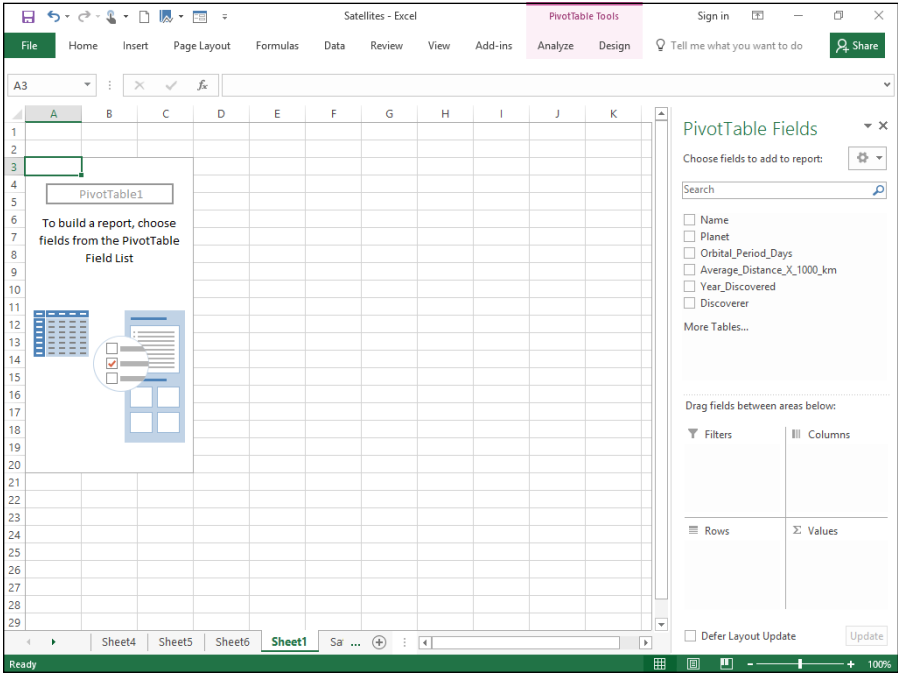 Satellites - Excel
PivotTable Tools
Sign in
File Home Insert Page Layout Formulas Data Review View Add-ins Analyze Design Tell me what you want to do Share
A3 fx
A B C D E F G H I J K
1
2
3
4
5
6
7
8
9
10
11
12
13
14
15
16
17
18
19
20
21
22
23
24
25
26
27
28
29
PivotTable1
To build a report, choose
fields from the PivotTable
Field List
PivotTable Fields
Choose fields to add to report:
Search
Name
Planet
Orbital_Period_Days
Average_Distance_X_1000_km
Year_Discovered
Discoverer
More Tables...
Drag fields between areas below:
Filters
Columns
Rows
Σ Values
Defer Layout Update
Update
Sheet4 Sheet5 Sheet6 Sheet1 Sa ...
Ready
100%